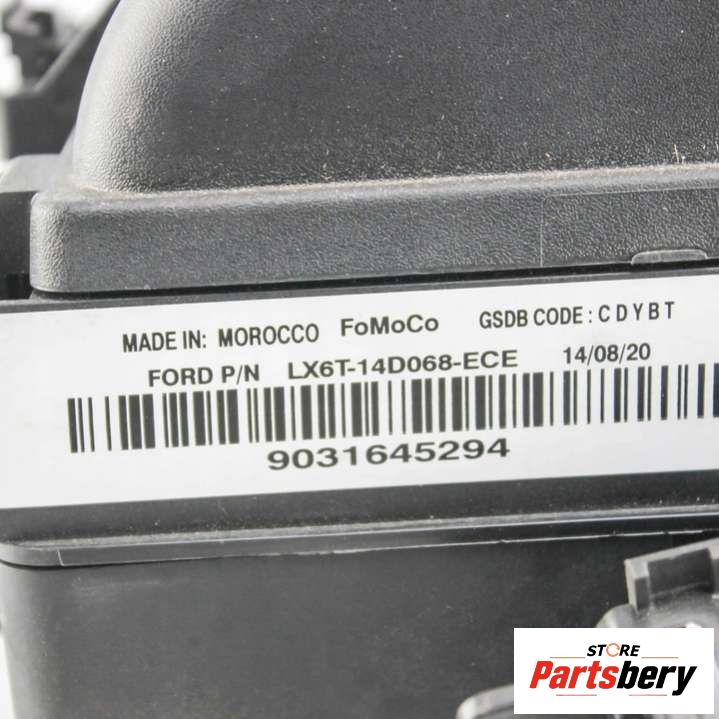 MADE IN: MOROCCO FoMoCo GSDB CODE : C D Y B T
FORD P/N LX6T-14D068-ECE 14/08/20
9031645294
STORE
Partsbery